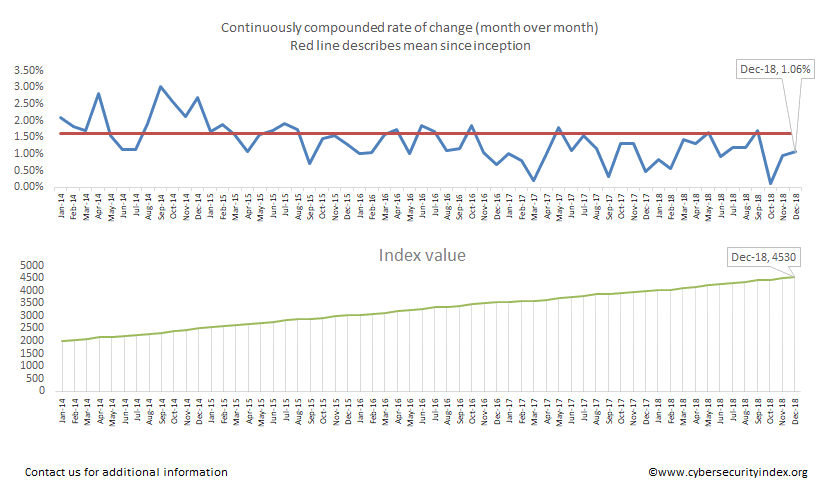 Continuously compounded rate of change (month over month)
Red line describes mean since inception
Dec-18, 1.06%
3.50%
3.00%
2.50%
2.00%
1.50%
1.00%
0.50%
0.00%
Jan-14 Feb-14 Mar-14 Apr-14 May-14 Jun-14 Jul-14 Aug-14 Sep-14 Oct-14 Nov-14 Dec-14 Jan-15 Feb-15 Mar-15 Apr-15 May-15 Jun-15 Jul-15 Aug-15 Sep-15 Oct-15 Nov-15 Dec-15 Jan-16 Feb-16 Mar-16 Apr-16 May-16 Jun-16 Jul-16 Aug-16 Sep-16 Oct-16 Nov-16 Dec-16 Jan-17 Feb-17 Mar-17 Apr-17 May-17 Jun-17 Jul-17 Aug-17 Sep-17 Oct-17 Nov-17 Dec-17 Jan-18 Feb-18 Mar-18 Apr-18 May-18 Jun-18 Jul-18 Aug-18 Sep-18 Oct-18 Nov-18 Dec-18
Index value
Dec-18, 4530
5000
4500
4000
3500
3000
2500
2000
1500
1000
500
0
Jan-14 Feb-14 Mar-14 Apr-14 May-14 Jun-14 Jul-14 Aug-14 Sep-14 Oct-14 Nov-14 Dec-14 Jan-15 Feb-15 Mar-15 Apr-15 May-15 Jun-15 Jul-15 Aug-15 Sep-15 Oct-15 Nov-15 Dec-15 Jan-16 Feb-16 Mar-16 Apr-16 May-16 Jun-16 Jul-16 Aug-16 Sep-16 Oct-16 Nov-16 Dec-16 Jan-17 Feb-17 Mar-17 Apr-17 May-17 Jun-17 Jul-17 Aug-17 Sep-17 Oct-17 Nov-17 Dec-17 Jan-18 Feb-18 Mar-18 Apr-18 May-18 Jun-18 Jul-18 Aug-18 Sep-18 Oct-18 Nov-18 Dec-18
Contact us for additional information
©www.cybersecurityindex.org